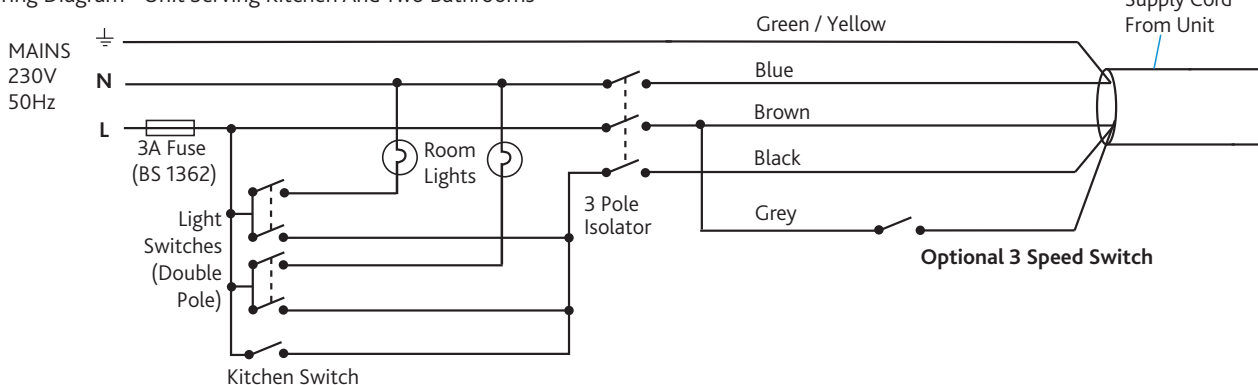 ring Diagram - Unit Serving Kitchen And Two Bathrooms
Supply Cord
From Unit
MAINS
230V
50Hz
N
L
3A Fuse
(BS 1362)
Room
Lights
Light
Switches
(Double
Pole)
Kitchen Switch
3 Pole
Isolator
Green / Yellow
Blue
Brown
Black
Grey
Optional 3 Speed Switch